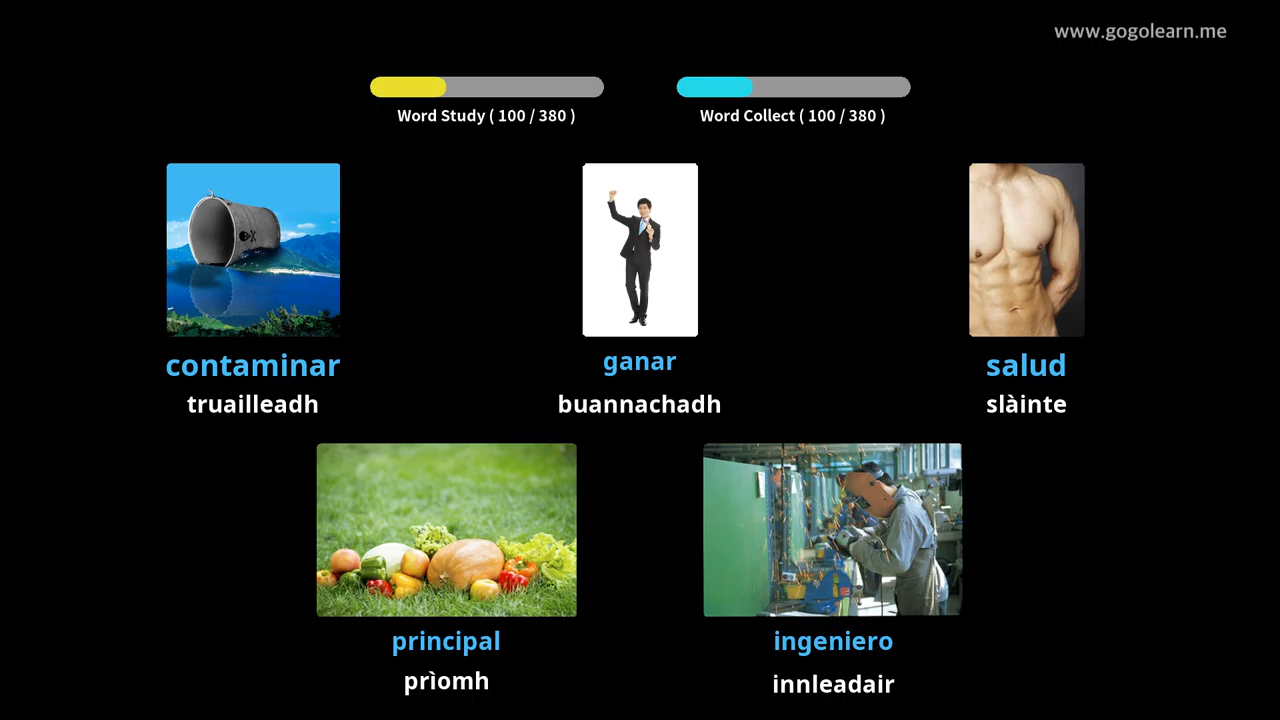 www.gogolearn.me
Word Study ( 100 / 380 )
Word Collect ( 100 / 380 )
contaminar
truailleadh
ganar
buannachadh
salud
slàinte
principal
prìomh
ingeniero
innleadair